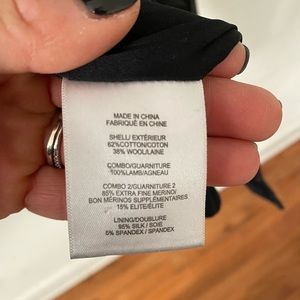 MADE IN CHINA
FABRIQUÉ EN CHINE
SHELL/ EXTÉRIEUR
62%COTTON/COTON
38% WOOL/LAINE
COMBO/GUARNITURE
100%LAMB/AGNEAU
COMBO 2/GUARNITURE 2
85% EXTRA FINE MERINO/
BON MÉRINOS SUPPLÉMENTAIRE
15% ELITE/ÉLITE
LINING/DOUBLURE
95% SILK / SOIE
5% SPANDEX / SPANDEX